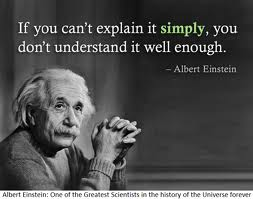 If you can't explain it simply, you
don't understand it well enough.
– Albert Einstein
Albert Einstein: One of the Greatest Scientists in the history of the Universe forever